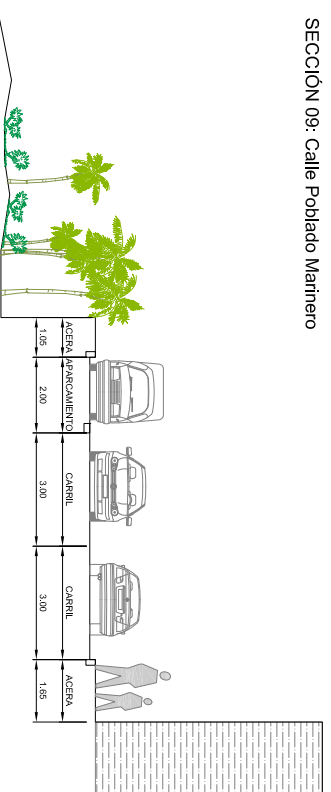 SECCIÓN 09: Calle Poblado Marinero
ACERA
APARCAMIENTO
CARRIL
CARRIL
ACERA
1.05
2.00
3.00
3.00
1.65